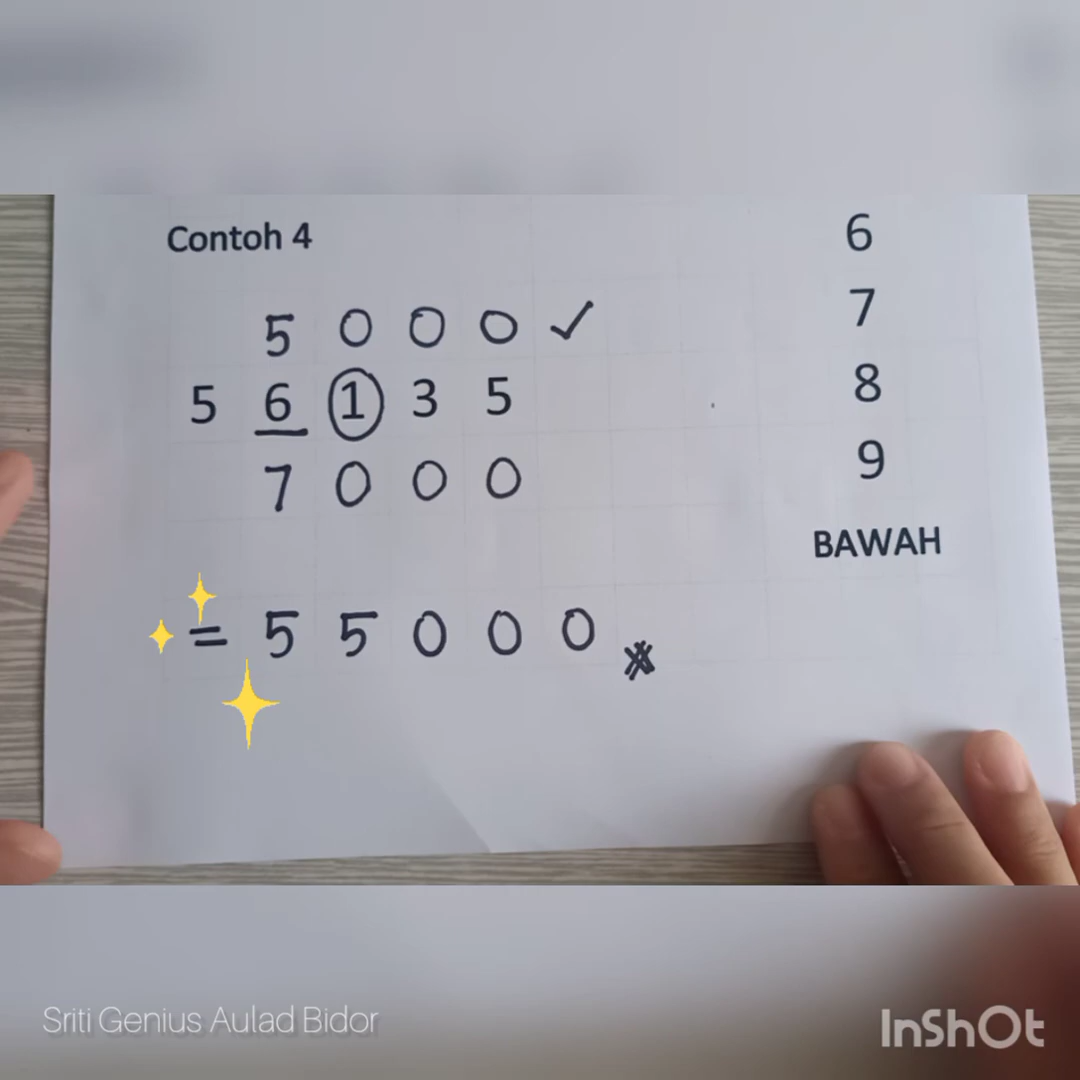 Contoh 4
5 0 0 0 ✓
5 6 1 3 5
7 0 0 0
= 5 5 0 0 0
6
7
8
9
BAWAH
Sriti Genius Aulad Bidor
InShOt